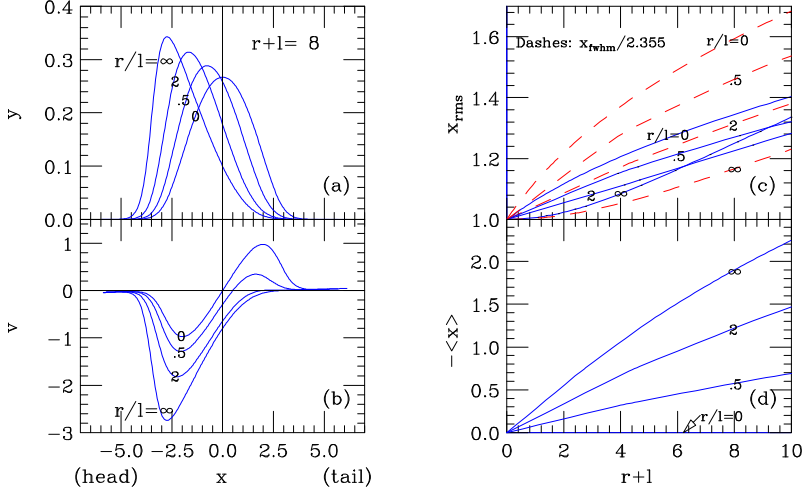 0.4
0.3
0.2
0.1
0.0
y
r+l= 8
r/l=∞
2
.5
0
(a)
1
0
−1
−2
−3
v
0
.5
2
r/l=∞
(b)
−5.0 −2.5 0.0 2.5 5.0
(head) x (tail)
1.6
1.4
1.2
1.0
x_rms
Dashes: x_fwhm/2.355
r/l=0
.5
2
r/l=0
.5
∞
2 ∞
(c)
2.0
1.5
1.0
0.5
0.0
−<x>
∞
2
.5
r/l=0
(d)
0 2 4 6 8 10
r+l